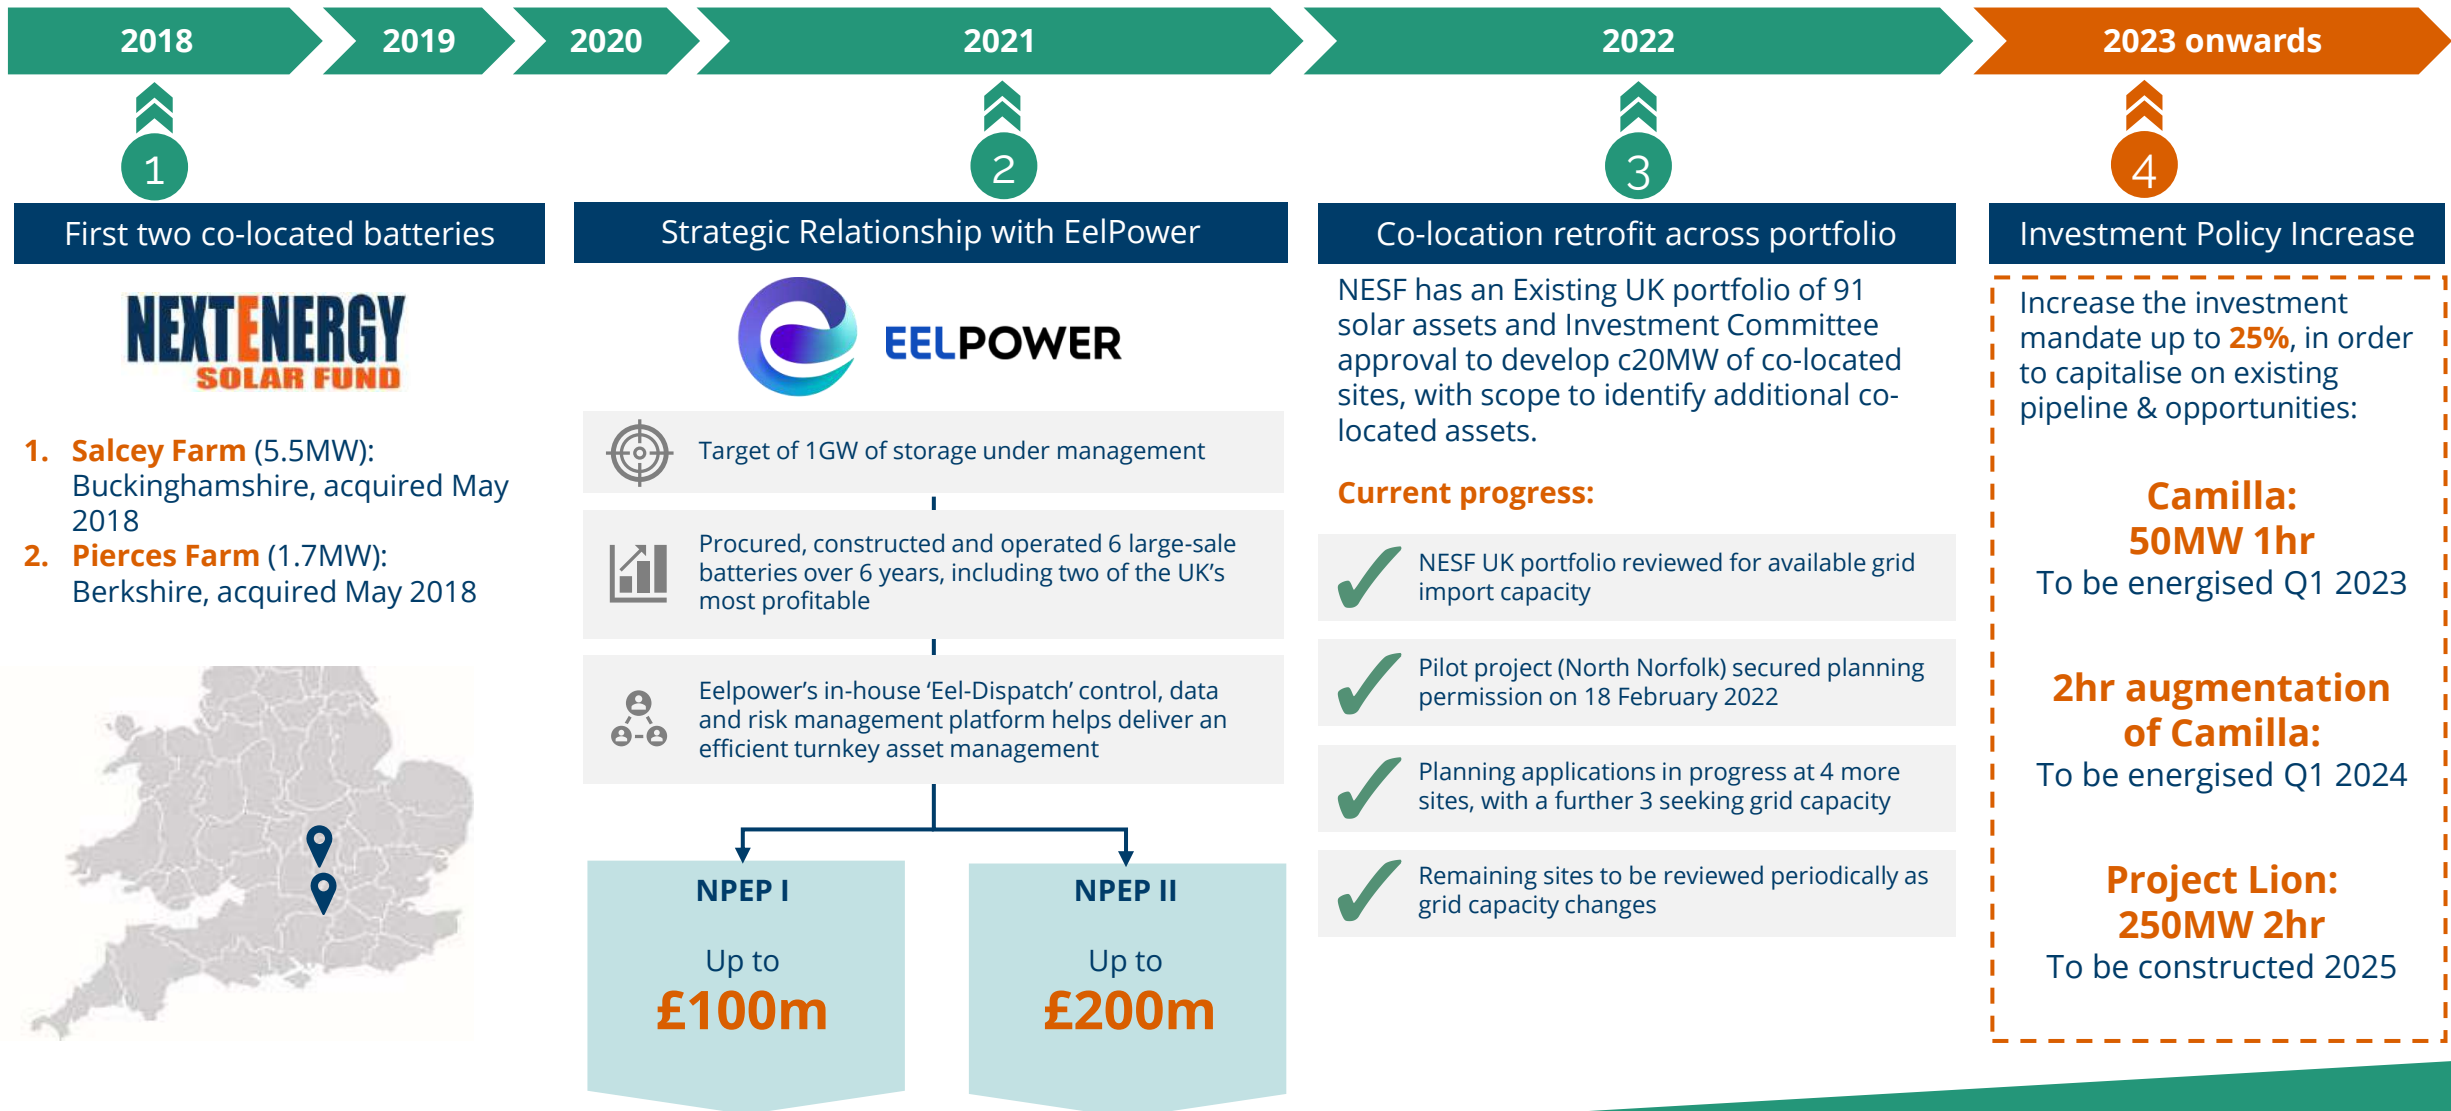 2018
2019
2020
2021
2022
2023 onwards
1
First two co-located batteries
NEXTENERGY
SOLAR FUND
1. Salcey Farm (5.5MW):
Buckinghamshire, acquired May
2018
2. Pierces Farm (1.7MW):
Berkshire, acquired May 2018
2
Strategic Relationship with EelPower
EELPOWER
Target of 1GW of storage under management
Procured, constructed and operated 6 large-sale
batteries over 6 years, including two of the UK’s
most profitable
Eelpower’s in-house ‘Eel-Dispatch’ control, data
and risk management platform helps deliver an
efficient turnkey asset management
NPEP I
Up to
£100m
NPEP II
Up to
£200m
3
Co-location retrofit across portfolio
NESF has an Existing UK portfolio of 91
solar assets and Investment Committee
approval to develop c20MW of co-located
sites, with scope to identify additional co-
located assets.
Current progress:
NESF UK portfolio reviewed for available grid
import capacity
Pilot project (North Norfolk) secured planning
permission on 18 February 2022
Planning applications in progress at 4 more
sites, with a further 3 seeking grid capacity
Remaining sites to be reviewed periodically as
grid capacity changes
4
Investment Policy Increase
Increase the investment
mandate up to 25%, in order
to capitalise on existing
pipeline & opportunities:
Camilla:
50MW 1hr
To be energised Q1 2023
2hr augmentation
of Camilla:
To be energised Q1 2024
Project Lion:
250MW 2hr
To be constructed 2025